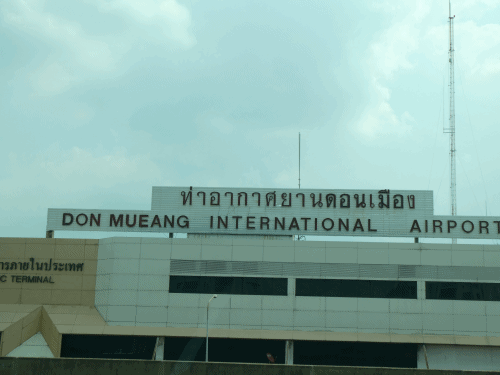 ท่าอากาศยานดอนเมือง
DON MUEANG INTERNATIONAL AIRPORT
ารภายในประเทศ
IC TERMINAL